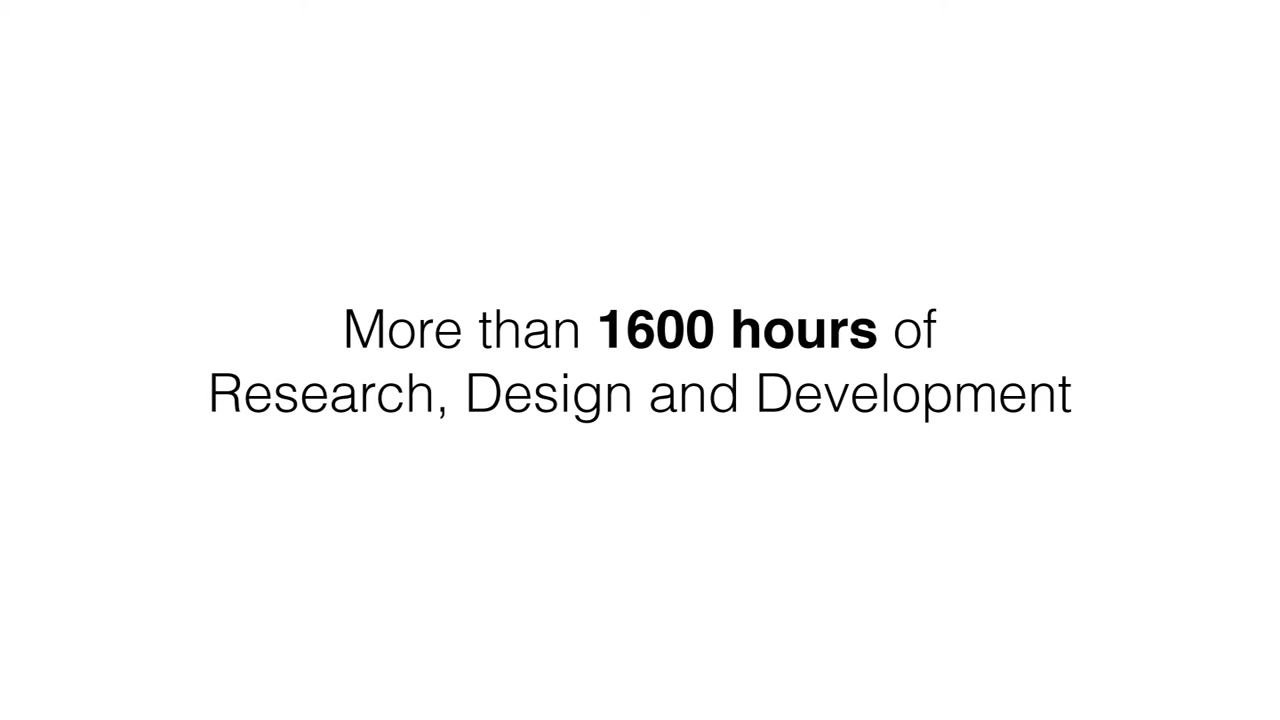 More than 1600 hours of
Research, Design and Development